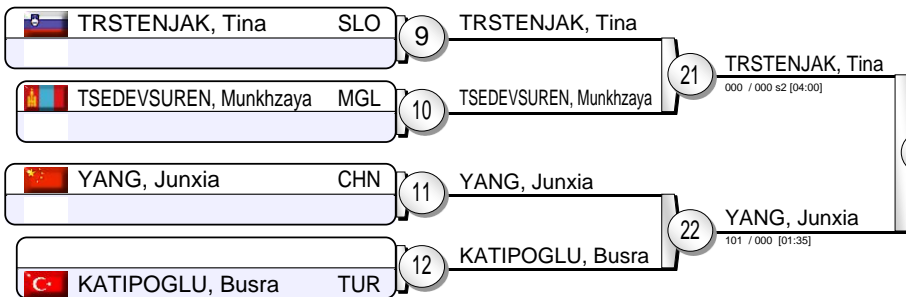 TRSTENJAK, Tina SLO
9
TRSTENJAK, Tina
TSEDEVSUREN, Munkhzaya MGL
10
TSEDEVSUREN, Munkhzaya
21
TRSTENJAK, Tina
000 / 000 s2 [04:00]
YANG, Junxia CHN
11
YANG, Junxia
KATIPOGLU, Busra TUR
12
KATIPOGLU, Busra
22
YANG, Junxia
101 / 000 [01:35]